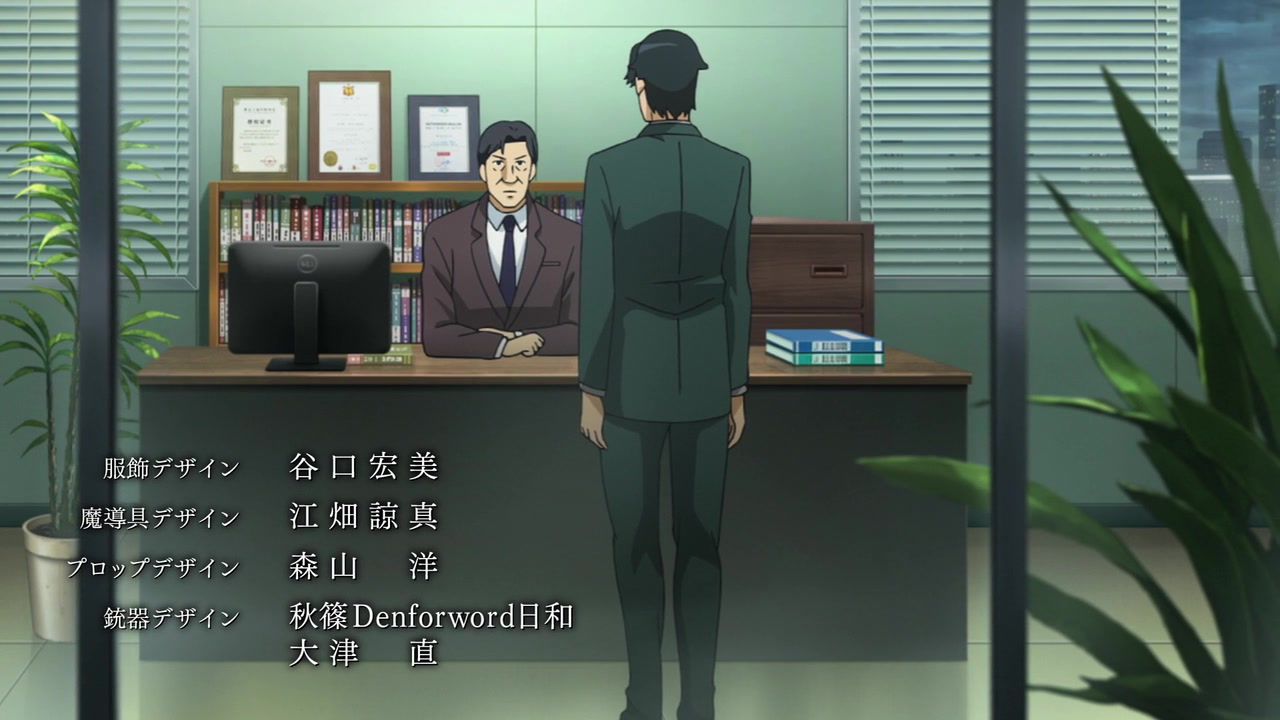 服飾デザイン 谷口宏美
魔導具デザイン 江畑諒真
プロップデザイン 森山 洋
銃器デザイン 秋篠Denforword日和
大津 直